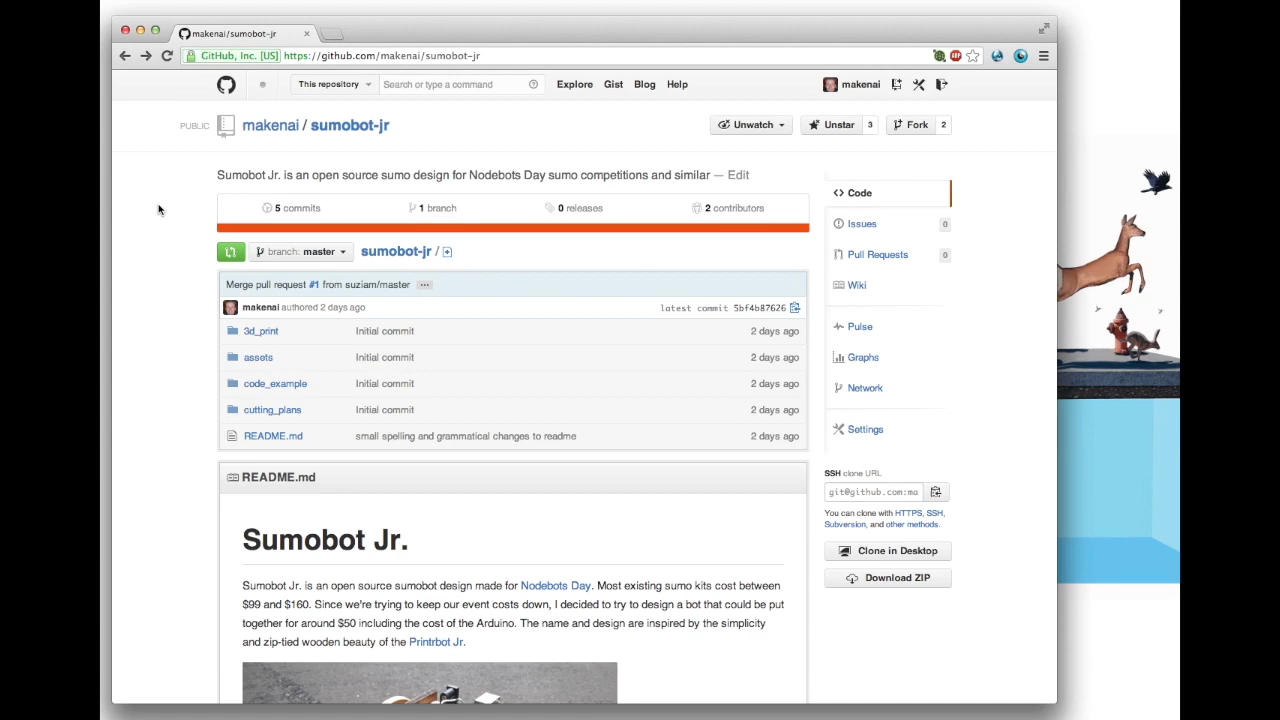 makenai/sumobot-jr
GitHub, Inc. [US] https://github.com/makenai/sumobot-jr
This repository Search or type a command Explore Gist Blog Help makenai
PUBLIC makenai / sumobot-jr Unwatch Unstar 3 Fork 2
Sumobot Jr. is an open source sumo design for Nodebots Day sumo competitions and similar — Edit
5 commits 1 branch 0 releases 2 contributors
branch: master sumobot-jr /
Merge pull request #1 from suziam/master ...
makenai authored 2 days ago latest commit 5bf4b87626
3d_print Initial commit 2 days ago
assets Initial commit 2 days ago
code_example Initial commit 2 days ago
cutting_plans Initial commit 2 days ago
README.md small spelling and grammatical changes to readme 2 days ago
README.md
Sumobot Jr.
Sumobot Jr. is an open source sumobot design made for Nodebots Day. Most existing sumo kits cost between
$99 and $160. Since we're trying to keep our event costs down, I decided to try to design a bot that could be put
together for around $50 including the cost of the Arduino. The name and design are inspired by the simplicity
and zip-tied wooden beauty of the Printrbot Jr.
Code
Issues 0
Pull Requests 0
Wiki
Pulse
Graphs
Network
Settings
SSH clone URL
git@github.com:ma
You can clone with HTTPS, SSH,
Subversion, and other methods.
Clone in Desktop
Download ZIP